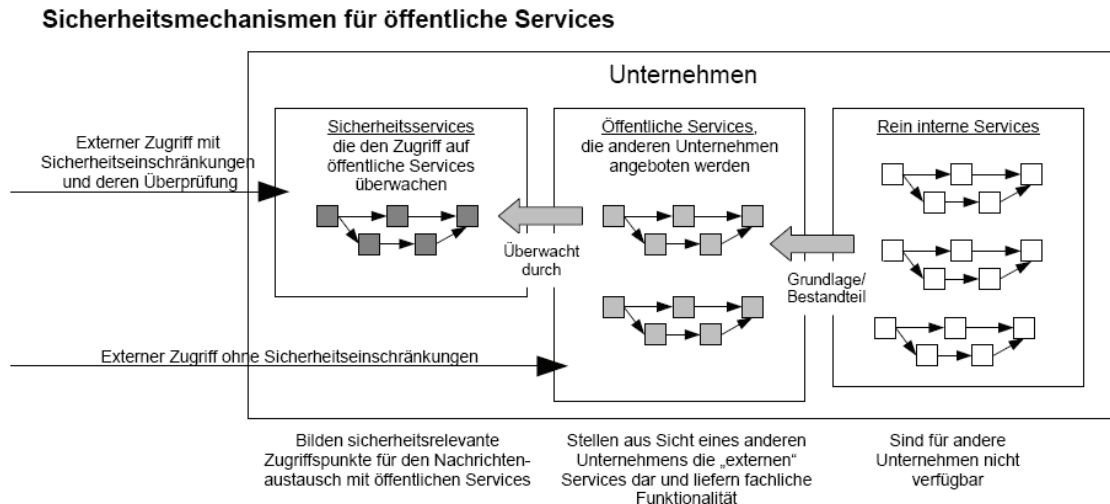 Sicherheitsmechanismen für öffentliche Services
Unternehmen
Externer Zugriff mit
Sicherheitseinschränkungen
und deren Überprüfung
Sicherheitsservices
die den Zugriff auf
öffentliche Services
überwachen
Öffentliche Services,
die anderen Unternehmen
angeboten werden
Rein interne Services
Überwacht
durch
Grundlage/
Bestandteil
Externer Zugriff ohne Sicherheitseinschränkungen
Bilden sicherheitsrelevante
Zugriffspunkte für den Nachrichten-
austausch mit öffentlichen Services
Stellen aus Sicht eines anderen
Unternehmens die „externen“
Services dar und liefern fachliche
Funktionalität
Sind für andere
Unternehmen nicht
verfügbar